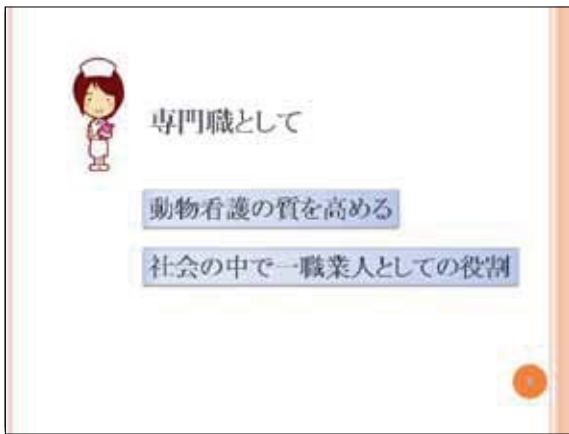 専門職として
動物看護の質を高める
社会の中で一職業人としての役割